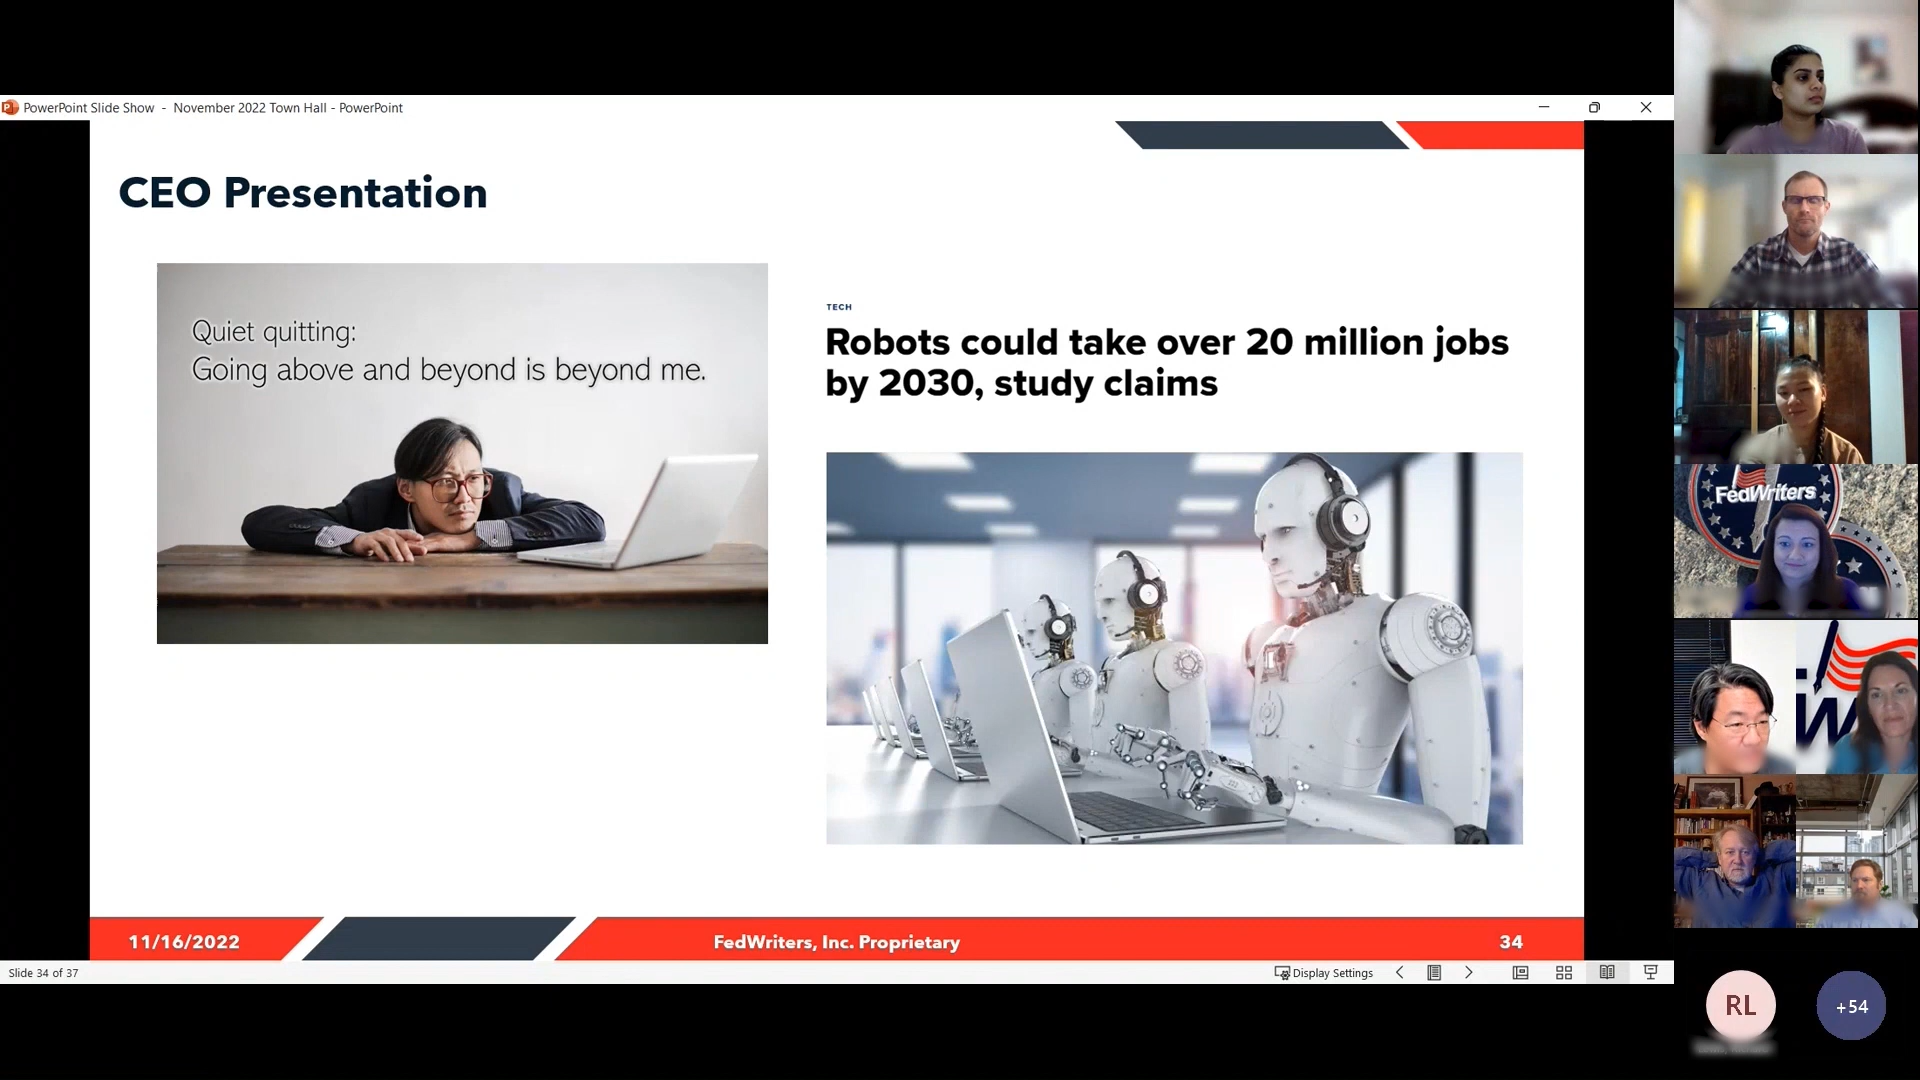 PowerPoint Slide Show - November 2022 Town Hall - PowerPoint
CEO Presentation
Quiet quitting:
Going above and beyond is beyond me.
TECH
Robots could take over 20 million jobs
by 2030, study claims
11/16/2022
FedWriters, Inc. Proprietary
34
Slide 34 of 37
Display Settings
FedWriters
W
RL
+54